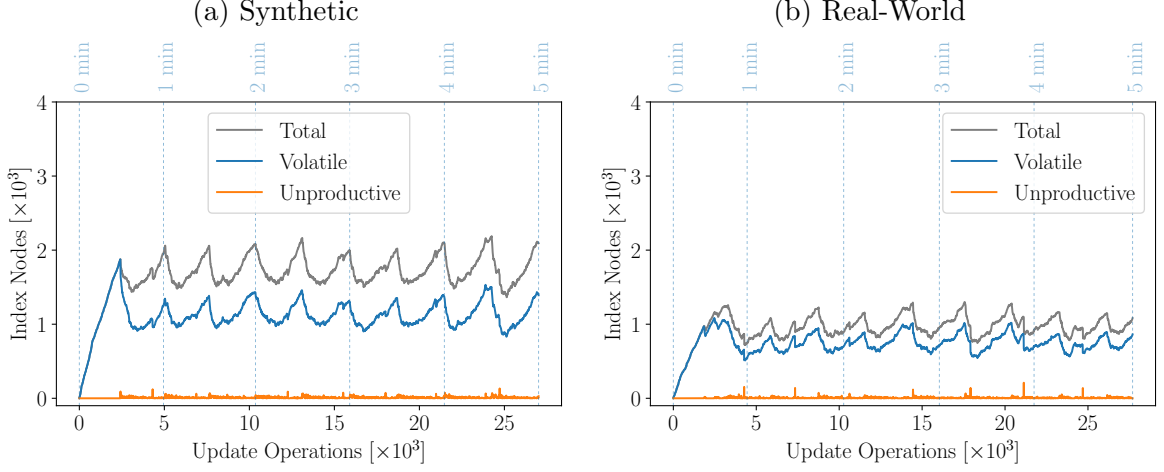 (a) Synthetic
0 min
1 min
2 min
3 min
4 min
5 min
4
3
2
1
0
Index Nodes [×10³]
Total
Volatile
Unproductive
0
5
10
15
20
25
Update Operations [×10³]
(b) Real-World
0 min
1 min
2 min
3 min
4 min
5 min
4
3
2
1
0
Index Nodes [×10³]
Total
Volatile
Unproductive
0
5
10
15
20
25
Update Operations [×10³]